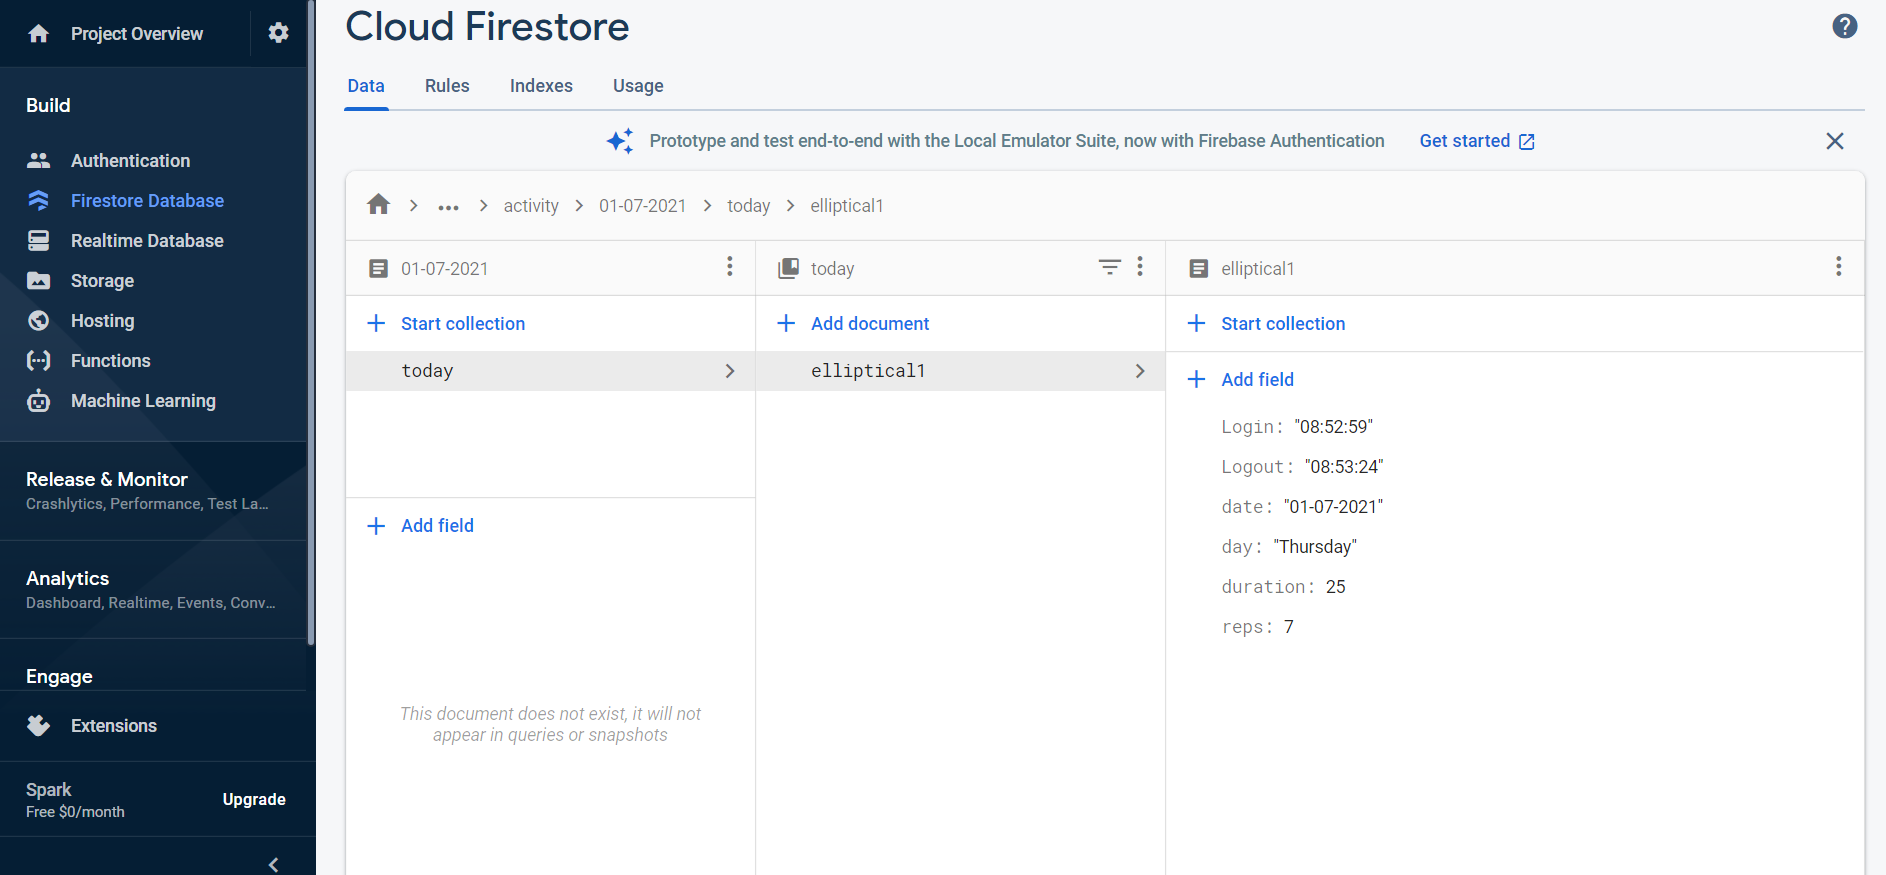 Project Overview
Build
Authentication
Firestore Database
Realtime Database
Storage
Hosting
Functions
Machine Learning
Release & Monitor
Crashlytics, Performance, Test La...
Analytics
Dashboard, Realtime, Events, Conv...
Engage
Extensions
Spark
Free $0/month
Upgrade
Cloud Firestore
Data Rules Indexes Usage
Prototype and test end-to-end with the Local Emulator Suite, now with Firebase Authentication Get started
> ... > activity > 01-07-2021 > today > elliptical1
01-07-2021
+ Start collection
today
+ Add field
This document does not exist, it will not
appear in queries or snapshots
today
+ Add document
elliptical1
elliptical1
+ Start collection
+ Add field
Login: "08:52:59"
Logout: "08:53:24"
date: "01-07-2021"
day: "Thursday"
duration: 25
reps: 7